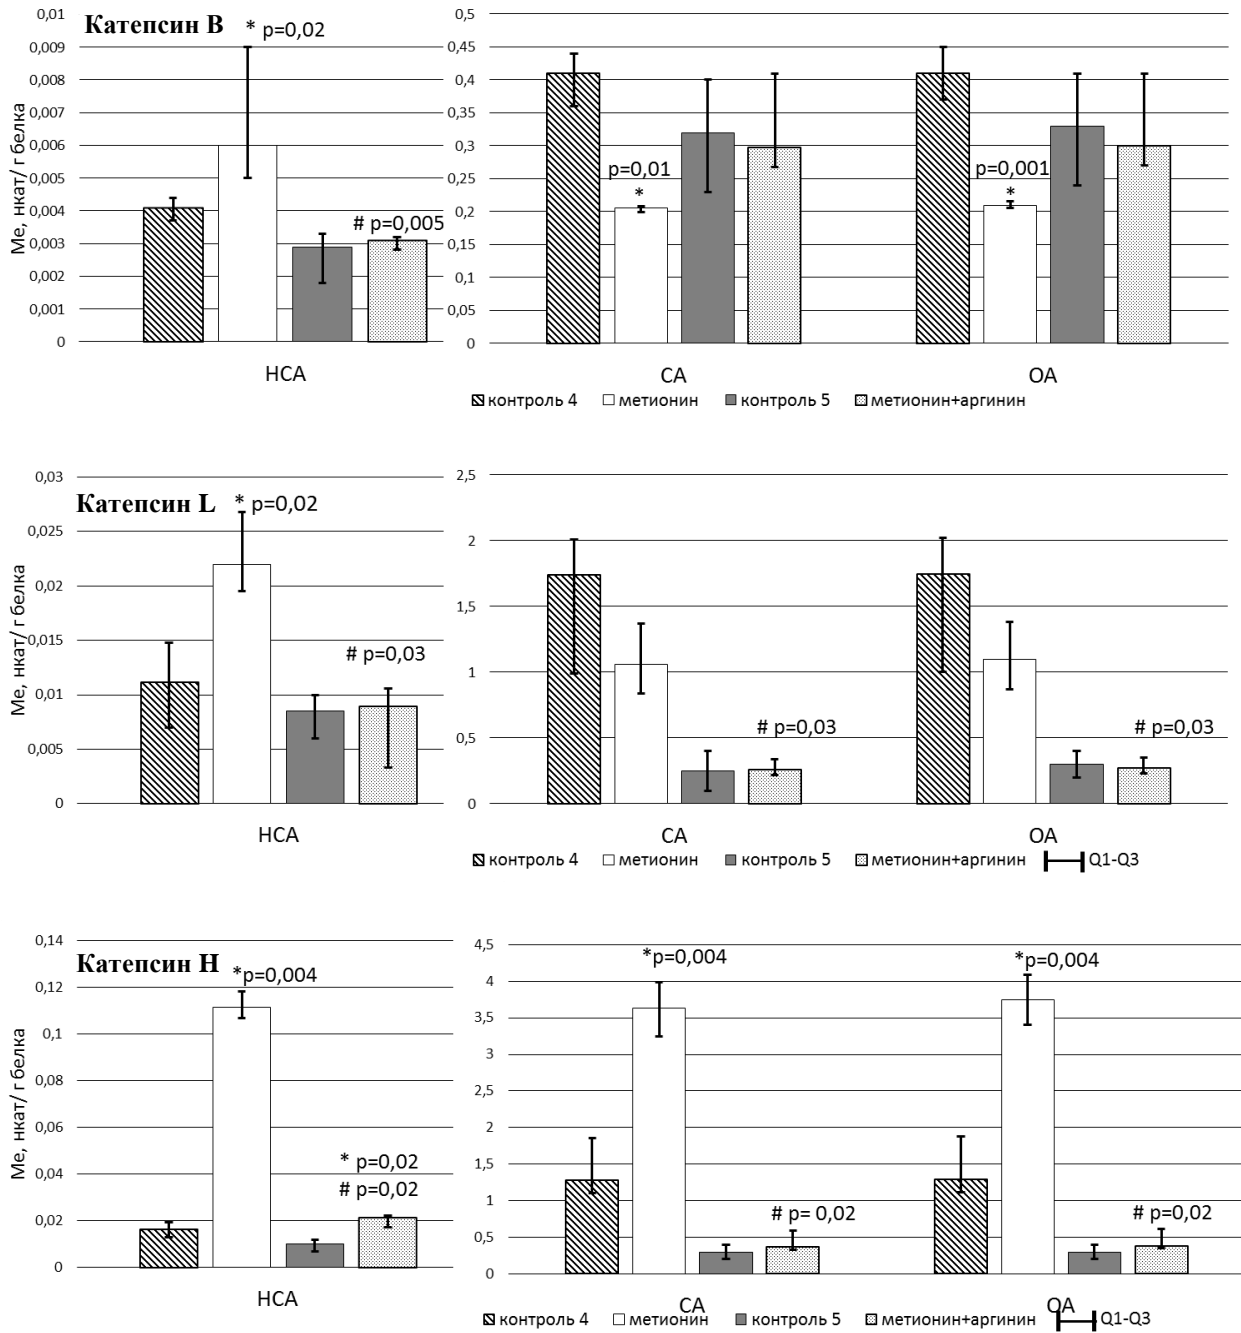 Катепсин B
* p=0,02
# p=0,005
Me, нкат/ г белка
0,01
0,009
0,008
0,007
0,006
0,005
0,004
0,003
0,002
0,001
0
НСА
0,5
0,45
0,4
0,35
0,3
0,25
0,2
0,15
0,1
0,05
0
p=0,01
*
p=0,001
*
СА
ОА
контроль 4 метионин контроль 5 метионин+аргинин
Катепсин L
* p=0,02
# p=0,03
Me, нкат/ г белка
0,03
0,025
0,02
0,015
0,01
0,005
0
НСА
2,5
2
1,5
1
0,5
0
# p=0,03
# p=0,03
СА
ОА
контроль 4 метионин контроль 5 метионин+аргинин Q1-Q3
Катепсин H
*p=0,004
* p=0,02
# p=0,02
Me, нкат/ г белка
0,14
0,12
0,1
0,08
0,06
0,04
0,02
0
НСА
4,5
4
3,5
3
2,5
2
1,5
1
0,5
0
*p=0,004
*p=0,004
# p= 0,02
# p=0,02
СА
ОА
контроль 4 метионин контроль 5 метионин+аргинин Q1-Q3